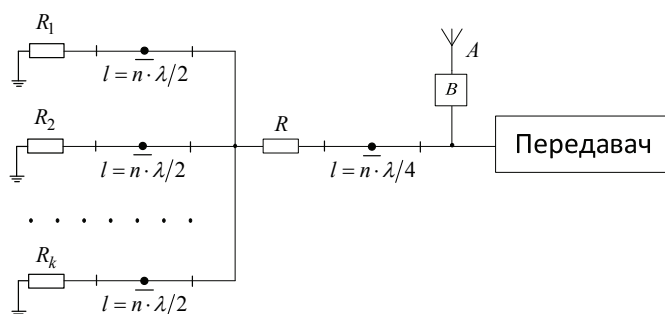 R₁
l = n · λ/2
A
B
R₂
R
Передавач
l = n · λ/2
l = n · λ/4
Rₖ
l = n · λ/2